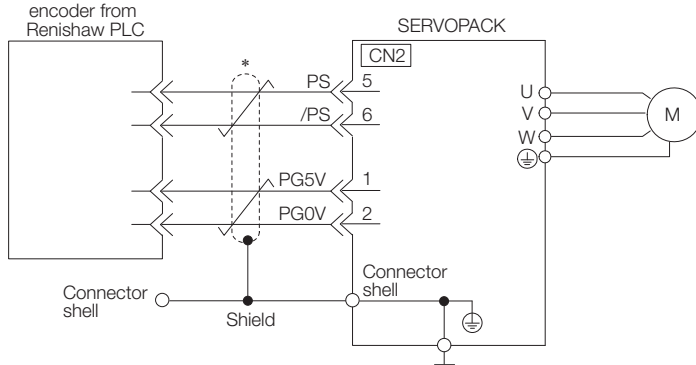 encoder from
Renishaw PLC
SERVOPACK
CN2
*
PS 5
/PS 6
PG5V 1
PG0V 2
U
V
W
M
Connector
shell
Shield
Connector
shell